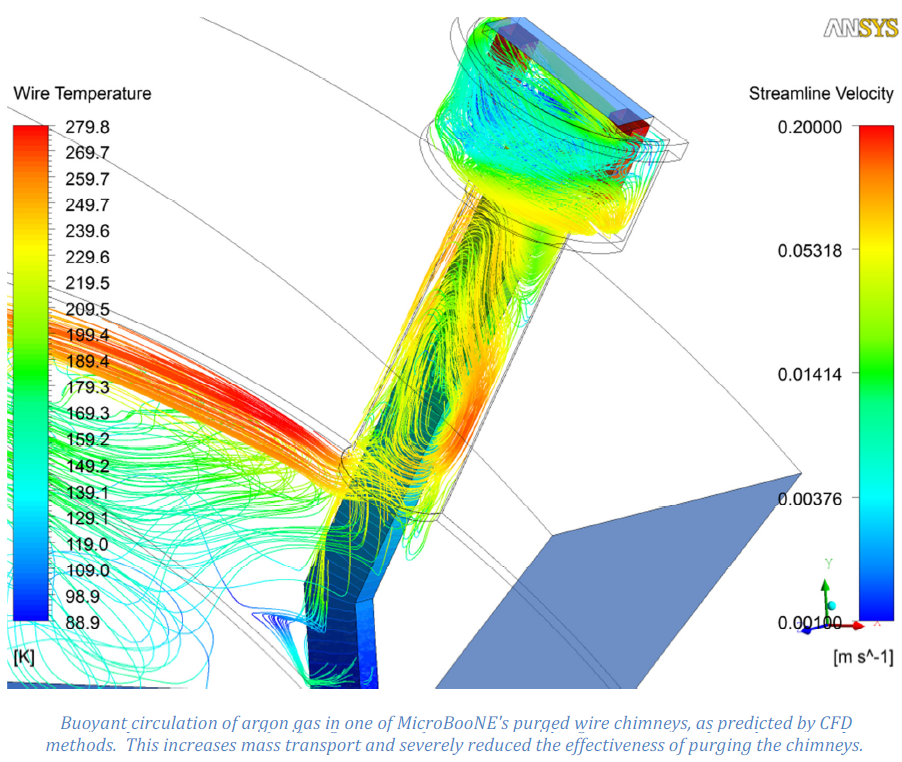 ANSYS
Wire Temperature
279.8
269.7
259.7
249.7
239.6
229.6
219.5
209.5
199.4
189.4
179.3
169.3
159.2
149.2
139.1
129.1
119.0
109.0
98.9
88.9
[K]
Streamline Velocity
0.20000
0.05318
0.01414
0.00376
0.00100
[m s^-1]
Y
X
Buoyant circulation of argon gas in one of MicroBooNE's purged wire chimneys, as predicted by CFD
methods. This increases mass transport and severely reduced the effectiveness of purging the chimneys.